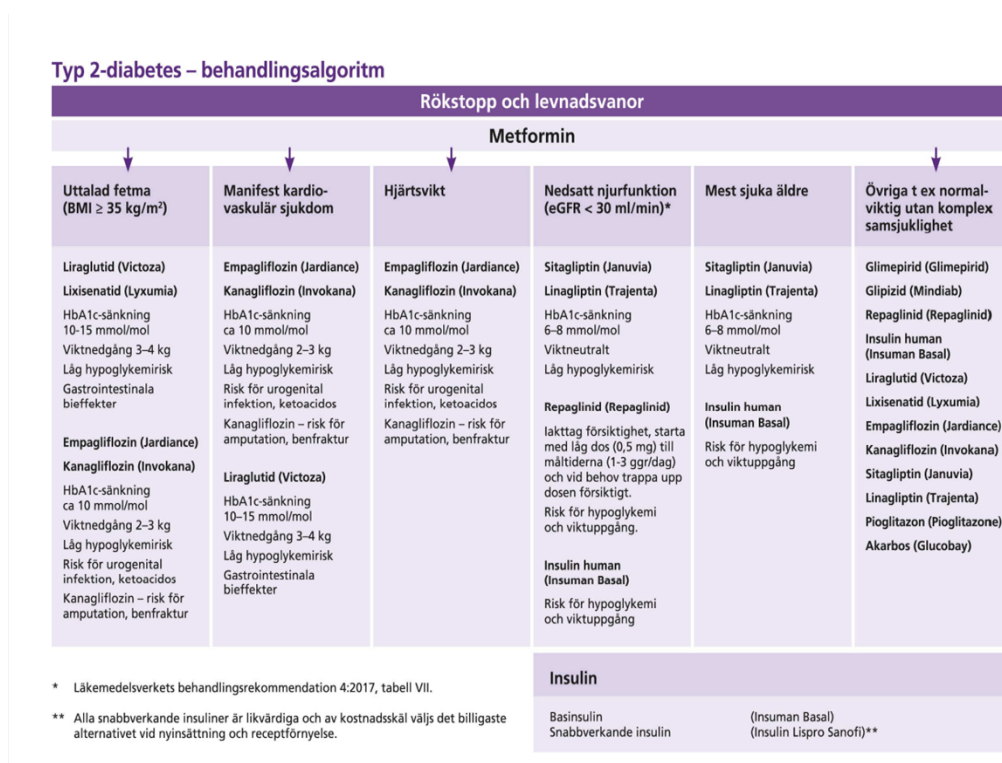 Typ 2-diabetes – behandlingsalgoritm
Rökstopp och levnadsvanor
Metformin
Uttalad fetma
(BMI ≥ 35 kg/m²)
Liraglutid (Victoza)
Lixisenatid (Lyxumia)
HbA1c-sänkning
10-15 mmol/mol
Viktnedgång 3–4 kg
Låg hypoglykemirisk
Gastrointestinala
bieffekter
Empagliflozin (Jardiance)
Kanagliflozin (Invokana)
HbA1c-sänkning
ca 10 mmol/mol
Viktnedgång 2–3 kg
Låg hypoglykemirisk
Risk för urogenital
infektion, ketoacidos
Kanagliflozin – risk för
amputation, benfraktur
Manifest kardio-
vaskulär sjukdom
Empagliflozin (Jardiance)
Kanagliflozin (Invokana)
HbA1c-sänkning
ca 10 mmol/mol
Viktnedgång 2–3 kg
Låg hypoglykemirisk
Risk för urogenital
infektion, ketoacidos
Kanagliflozin – risk för
amputation, benfraktur
Liraglutid (Victoza)
HbA1c-sänkning
10–15 mmol/mol
Viktnedgång 3–4 kg
Låg hypoglykemirisk
Gastrointestinala
bieffekter
Hjärtsvikt
Empagliflozin (Jardiance)
Kanagliflozin (Invokana)
HbA1c-sänkning
ca 10 mmol/mol
Viktnedgång 2–3 kg
Låg hypoglykemirisk
Risk för urogenital
infektion, ketoacidos
Kanagliflozin – risk för
amputation, benfraktur
Nedsatt njurfunktion
(eGFR < 30 ml/min)*
Sitagliptin (Januvia)
Linagliptin (Trajenta)
HbA1c-sänkning
6–8 mmol/mol
Viktneutralt
Låg hypoglykemirisk
Repaglinid (Repaglinid)
Iakttag försiktighet, starta
med låg dos (0,5 mg) till
måltiderna (1-3 ggr/dag)
och vid behov trappa upp
dosen försiktigt.
Risk för hypoglykemi
och viktuppgång.
Insulin human
(Insuman Basal)
Risk för hypoglykemi
och viktuppgång
Mest sjuka äldre
Sitagliptin (Januvia)
Linagliptin (Trajenta)
HbA1c-sänkning
6–8 mmol/mol
Viktneutralt
Låg hypoglykemirisk
Insulin human
(Insuman Basal)
Risk för hypoglykemi
och viktuppgång
Övriga t ex normal-
viktig utan komplex
samsjuklighet
Glimepirid (Glimepirid)
Glipizid (Mindiab)
Repaglinid (Repaglinid)
Insulin human
(Insuman Basal)
Liraglutid (Victoza)
Lixisenatid (Lyxumia)
Empagliflozin (Jardiance)
Kanagliflozin (Invokana)
Sitagliptin (Januvia)
Linagliptin (Trajenta)
Pioglitazon (Pioglitazone)
Akarbos (Glucobay)
* Läkemedelsverkets behandlingsrekommendation 4:2017, tabell VII.
** Alla snabbverkande insuliner är likvärdiga och av kostnadsskäl väljs det billigaste
alternativet vid nyinsättning och receptförnyelse.
Insulin
Basinsulin (Insuman Basal)
Snabbverkande insulin (Insulin Lispro Sanofi)**